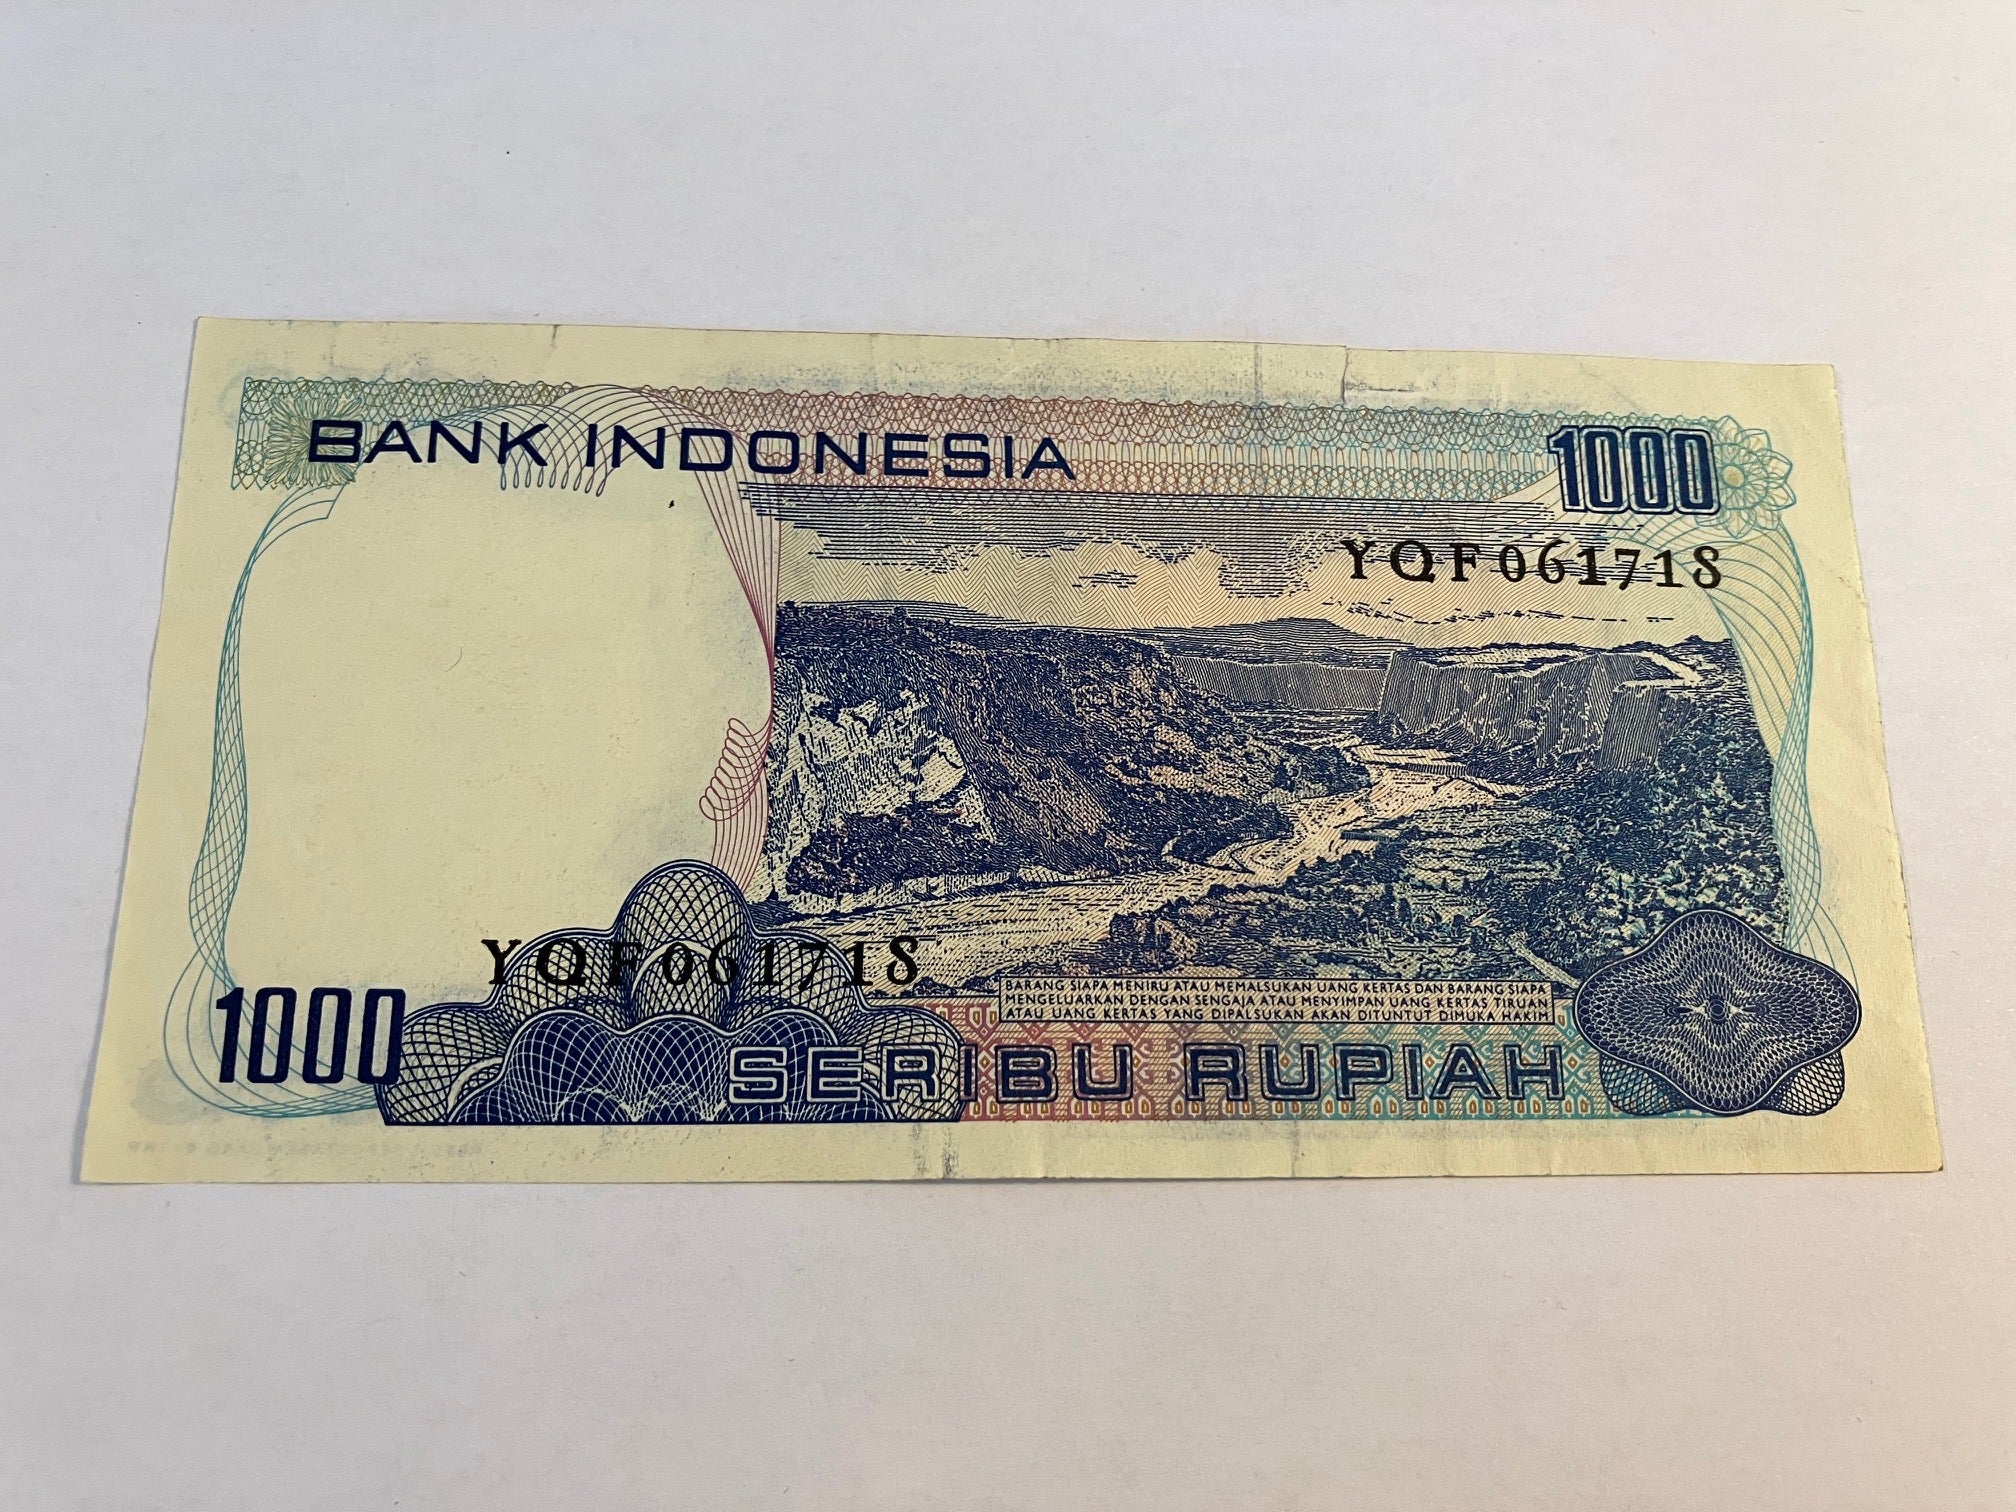 BANK INDONESIA
1000
YQF061718
YQF061718
BARANG SIAPA MENIRU ATAU MEMALSUKAN UANG KERTAS DAN BARANG SIAPA
MENGELUARKAN DENGAN SENGAJA ATAU MENYIMPAN UANG KERTAS TIRUAN
ATAU UANG KERTAS YANG DIPALSUKAN AKAN DITUNTUT DIMUKA HAKIM
1000
SERIBU RUPIAH